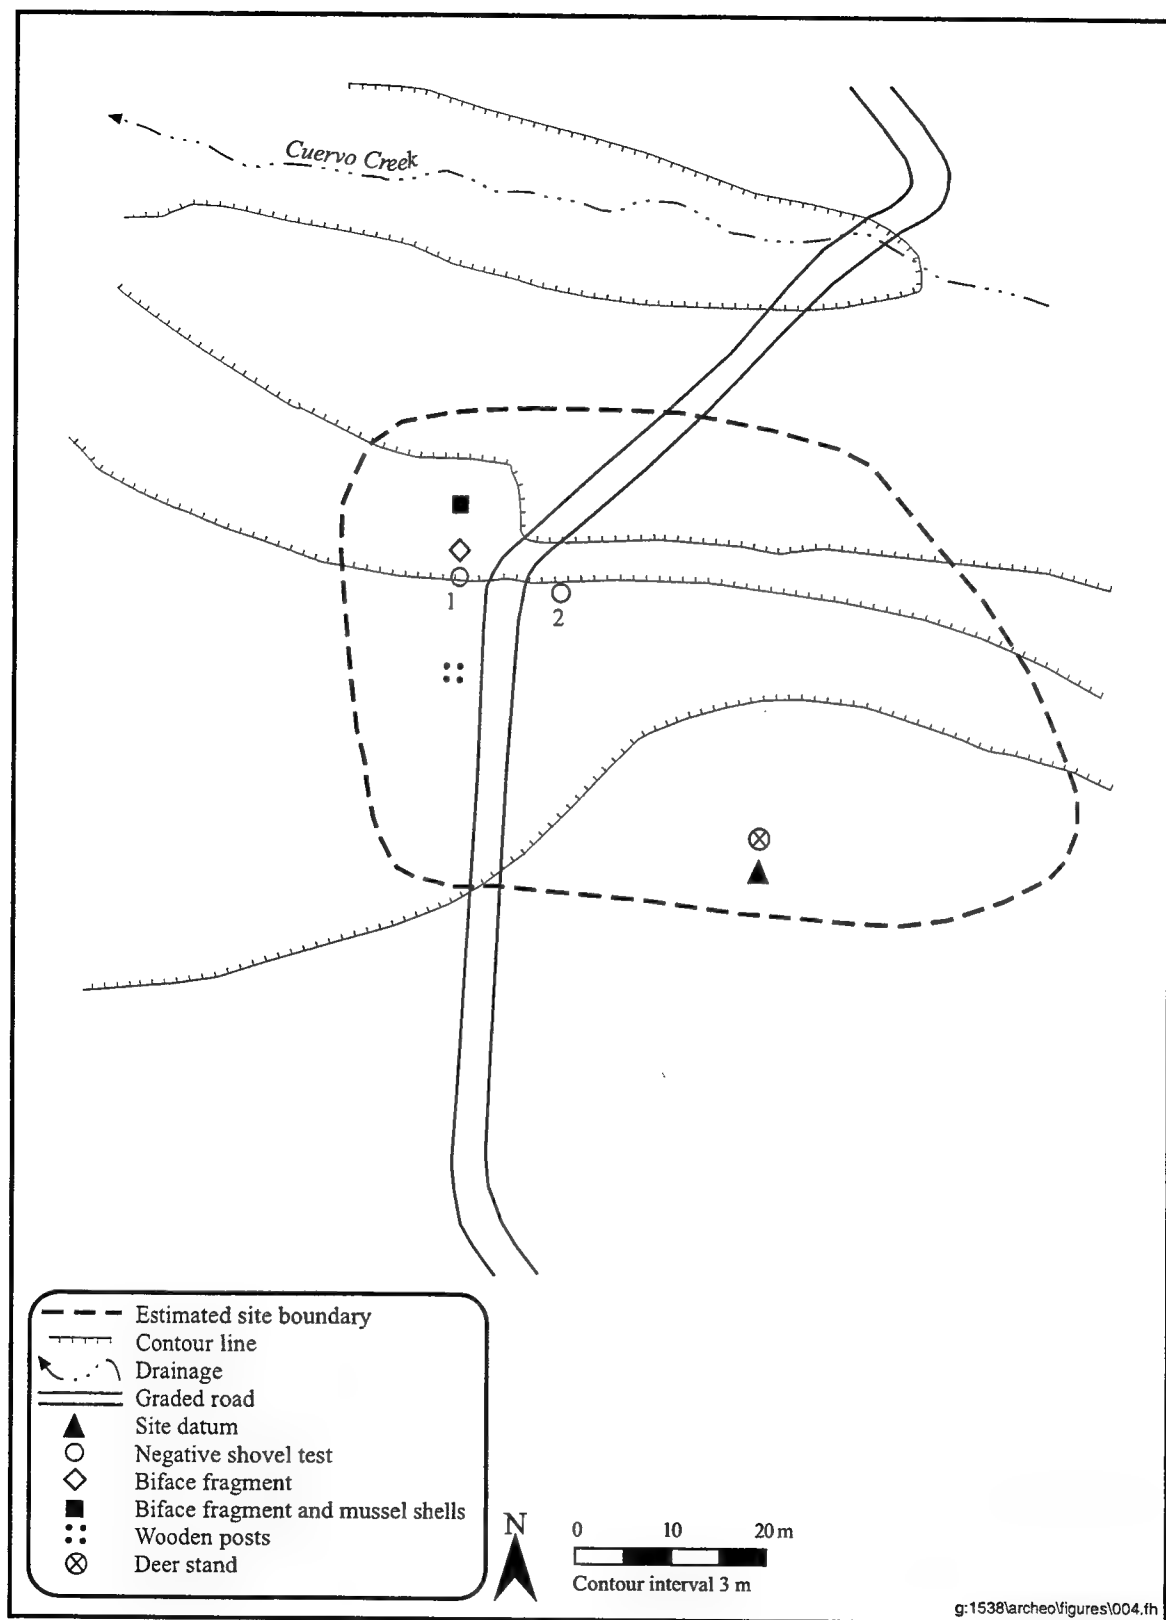 Cuervo Creek
1
2
Estimated site boundary
Contour line
Drainage
Graded road
Site datum
Negative shovel test
Biface fragment
Biface fragment and mussel shells
Wooden posts
Deer stand
N
0 10 20 m
Contour interval 3 m
g:1538\archeo\figures\004.fh